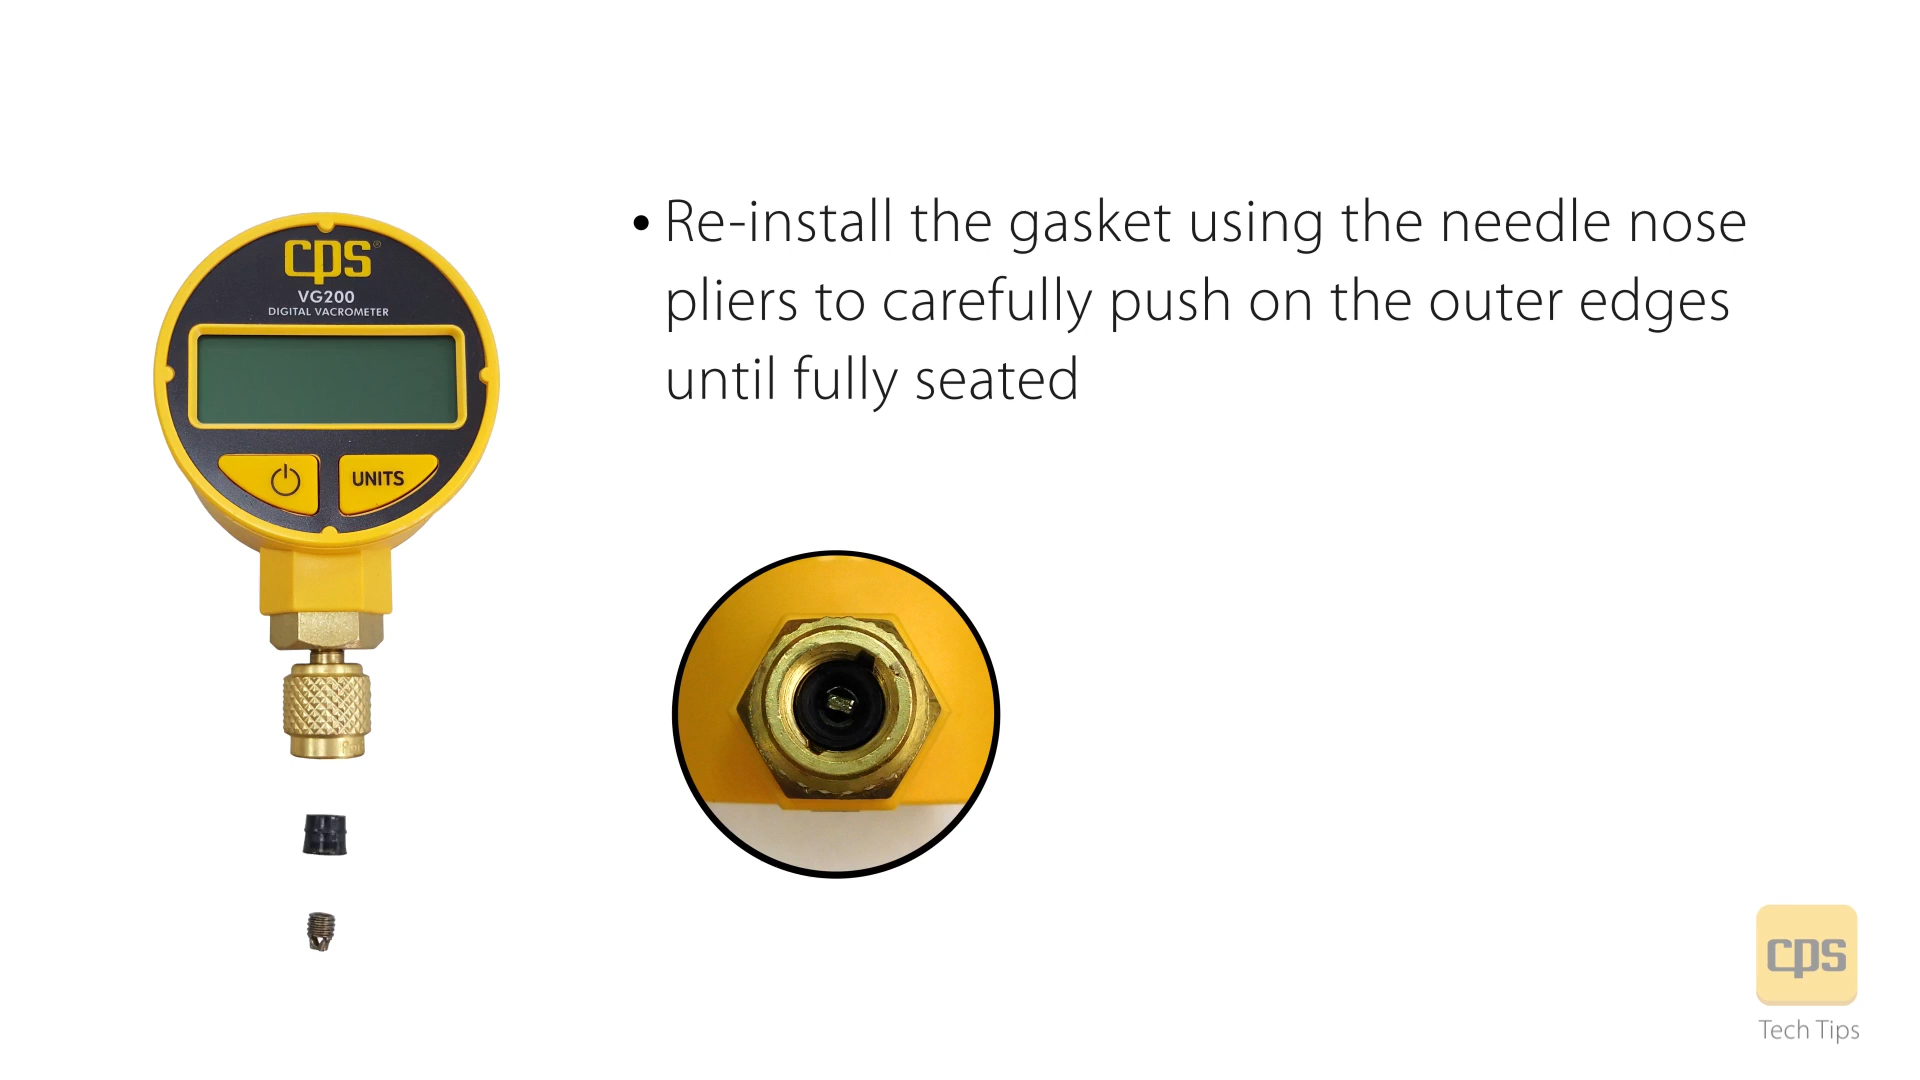 cps®
VG200
DIGITAL VACROMETER
UNITS
• Re-install the gasket using the needle nose
pliers to carefully push on the outer edges
until fully seated
cps
Tech Tips